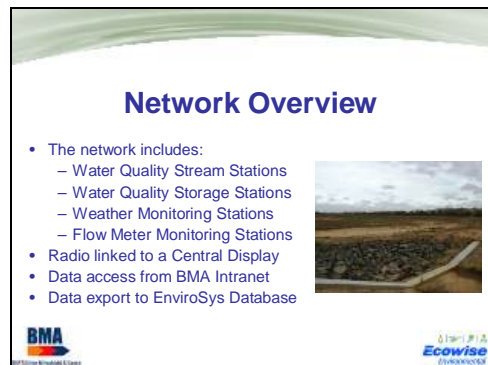 Network Overview
• The network includes:
– Water Quality Stream Stations
– Water Quality Storage Stations
– Weather Monitoring Stations
– Flow Meter Monitoring Stations
• Radio linked to a Central Display
• Data access from BMA Intranet
• Data export to EnviroSys Database
BMA
Ecowise
Environmental